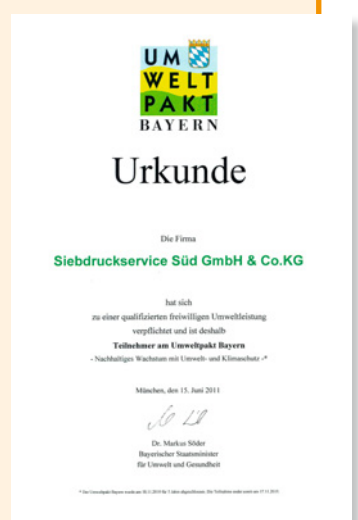 UM
WELT
PAKT
BAYERN
Urkunde
Die Firma
Siebdruckservice Süd GmbH & Co.KG
hat sich
zu einer qualifizierten freiwilligen Umweltleistung
verpflichtet und ist deshalb
Teilnehmer am Umweltpakt Bayern
- Nachhaltiges Wachstum mit Umwelt- und Klimaschutz -*
München, den 15. Juni 2011
Dr. Markus Söder
Bayerischer Staatsminister
für Umwelt und Gesundheit